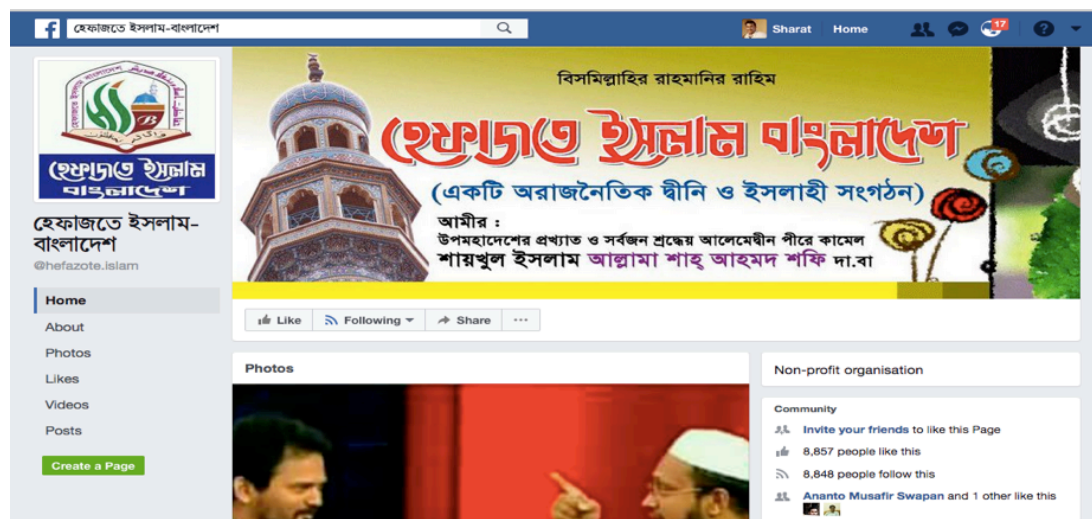 হেফাজতে ইসলাম-বাংলাদেশ
Sharat Home
17
হেফাজতে ইসলাম
বাংলাদেশ
হেফাজতে ইসলাম-
বাংলাদেশ
@hefazote.islam
Home
About
Photos
Likes
Videos
Posts
Create a Page
বিসমিল্লাহির রাহমানির রাহিম
হেফাজতে ইসলাম বাংলাদেশ
(একটি অরাজনৈতিক দ্বীনি ও ইসলাহী সংগঠন)
আমীর :
উপমহাদেশের প্রখ্যাত ও সর্বজন শ্রদ্ধেয় আলেমেদ্বীন পীরে কামেল
শায়খুল ইসলাম আল্লামা শাহ্ আহমদ শফি দা.বা
Like Following Share
Photos
Non-profit organisation
Community
Invite your friends to like this Page
8,857 people like this
8,848 people follow this
Ananto Musafir Swapan and 1 other like this